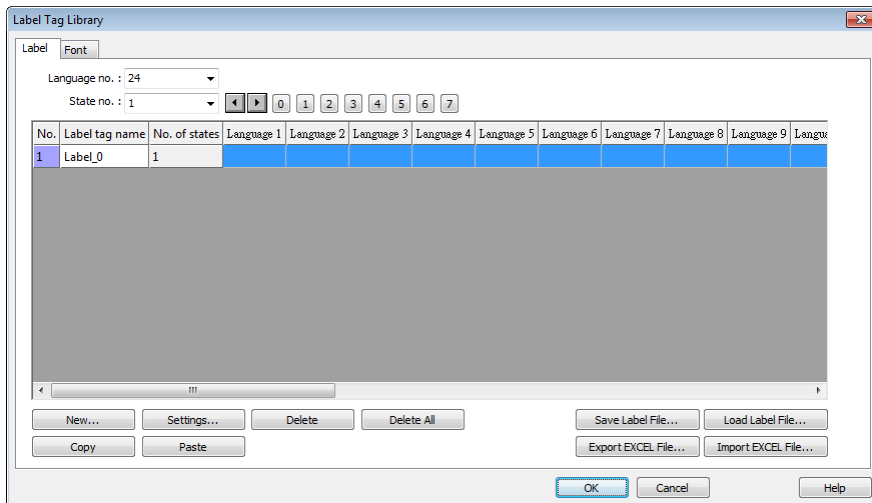 Label Tag Library
Label Font
Language no. : 24
State no. : 1 0 1 2 3 4 5 6 7
No. Label tag name No. of states Language 1 Language 2 Language 3 Language 4 Language 5 Language 6 Language 7 Language 8 Language 9 Langua
1 Label_0 1
New... Settings... Delete Delete All Save Label File... Load Label File...
Copy Paste Export EXCEL File... Import EXCEL File...
OK Cancel Help